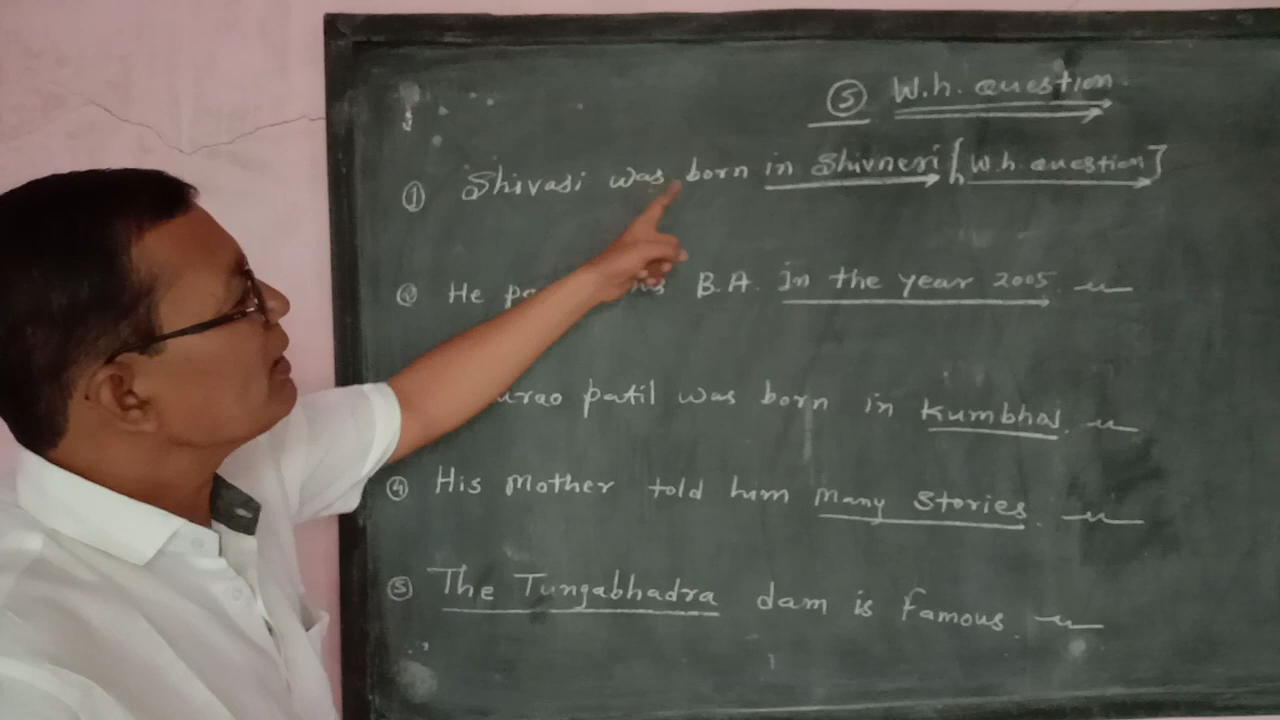 ⑤ W.h. question.
① Shivaji was born in Shivneri [W.h. question]
② He B.A. In the year 2005.
patil was born in Kumbhoj.
④ His Mother told him Many Stories.
⑤ The Tungabhadra dam is Famous.